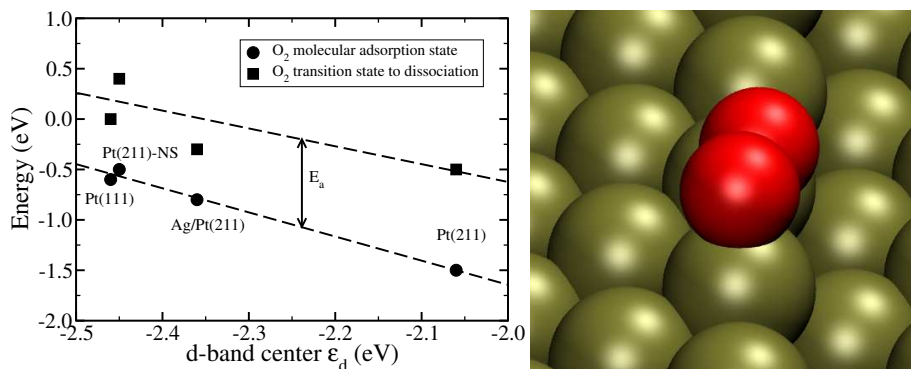 O₂ molecular adsorption state
O₂ transition state to dissociation
1.0
0.5
0.0
-0.5
-1.0
-1.5
-2.0
Energy (eV)
Pt(211)-NS
Pt(111)
Ag/Pt(211)
Eₐ
Pt(211)
-2.5 -2.4 -2.3 -2.2 -2.1 -2.0
d-band center ε_d (eV)